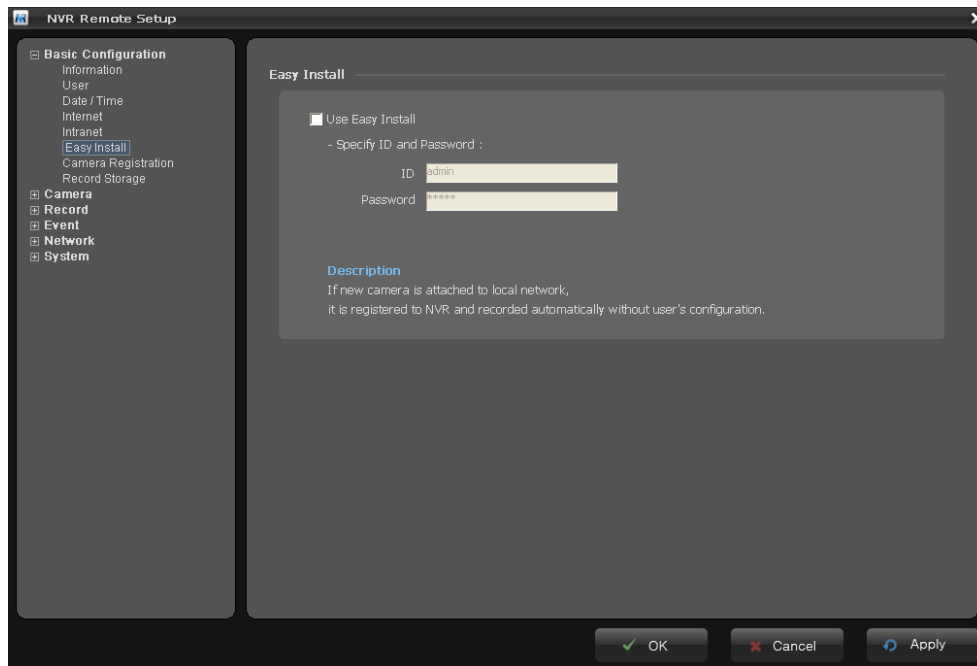 NVR Remote Setup
Basic Configuration
Information
User
Date / Time
Internet
Intranet
Easy Install
Camera Registration
Record Storage
Camera
Record
Event
Network
System
Easy Install
Use Easy Install
- Specify ID and Password :
ID admin
Password *****
Description
If new camera is attached to local network,
it is registered to NVR and recorded automatically without user's configuration.
OK Cancel Apply